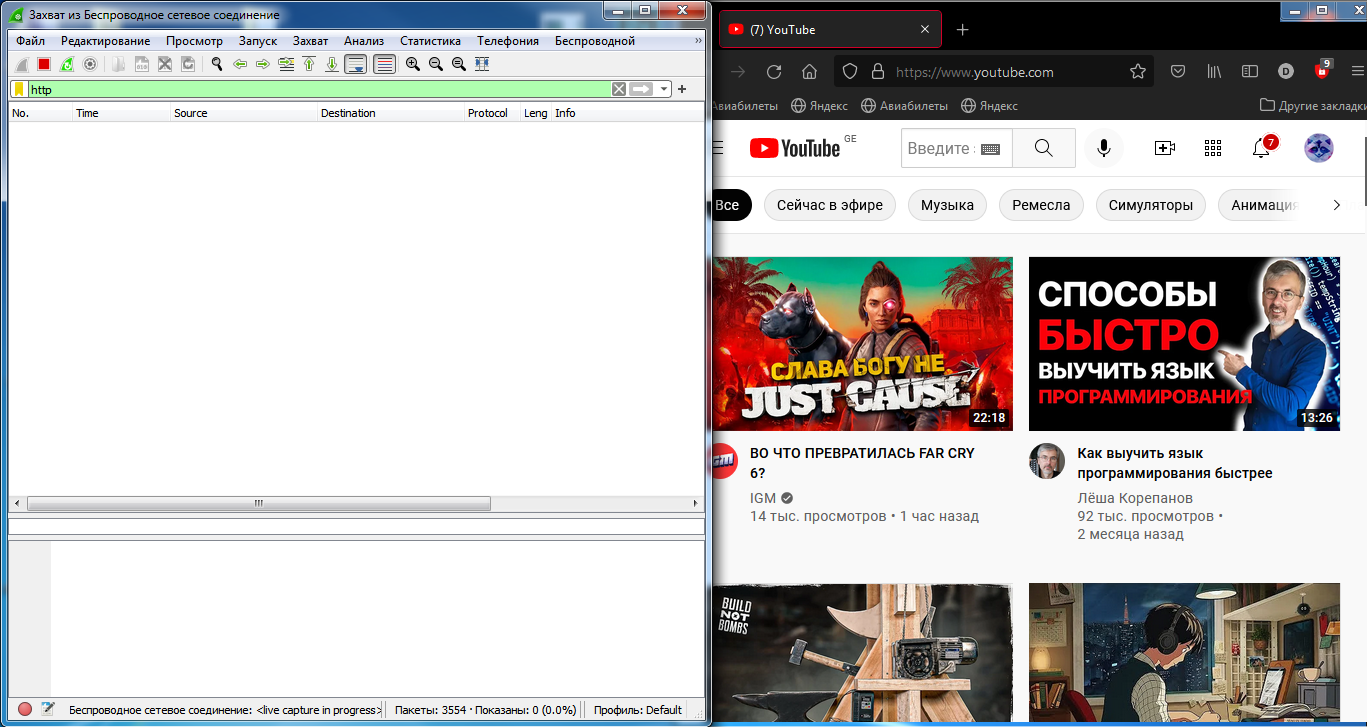 Захват из Беспроводное сетевое соединение
Файл Редактирование Просмотр Запуск Захват Анализ Статистика Телефония Беспроводной »
http
No. Time Source Destination Protocol Leng Info
Беспроводное сетевое соединение: <live capture in progress> Пакеты: 3554 · Показаны: 0 (0.0%) Профиль: Default
(7) YouTube
https://www.youtube.com
9
Авиабилеты Яндекс Авиабилеты Яндекс Другие закладки
YouTube GE
Введите
7
Все Сейчас в эфире Музыка Ремесла Симуляторы Анимация
СЛАВА БОГУ НЕ
JUST CAUSE
22:18
СПОСОБЫ
БЫСТРО
ВЫУЧИТЬ ЯЗЫК
ПРОГРАММИРОВАНИЯ
13:26
ВО ЧТО ПРЕВРАТИЛАСЬ FAR CRY
6?
IGM
14 тыс. просмотров • 1 час назад
Как выучить язык
программирования быстрее
Лёша Корепанов
92 тыс. просмотров •
2 месяца назад
BUILD
NOT
BOMBS